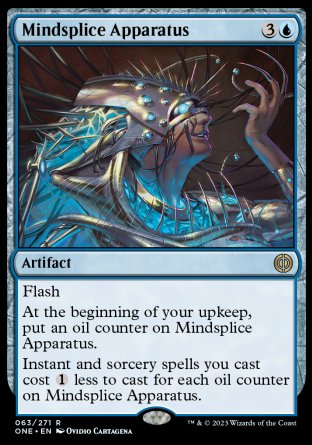 Mindsplice Apparatus 3
Artifact
Flash
At the beginning of your upkeep,
put an oil counter on Mindsplice
Apparatus.
Instant and sorcery spells you cast
cost 1 less to cast for each oil counter
on Mindsplice Apparatus.
063/271 R
ONE • EN Ovidio Cartagena
™ & © 2023 Wizards of the Coast